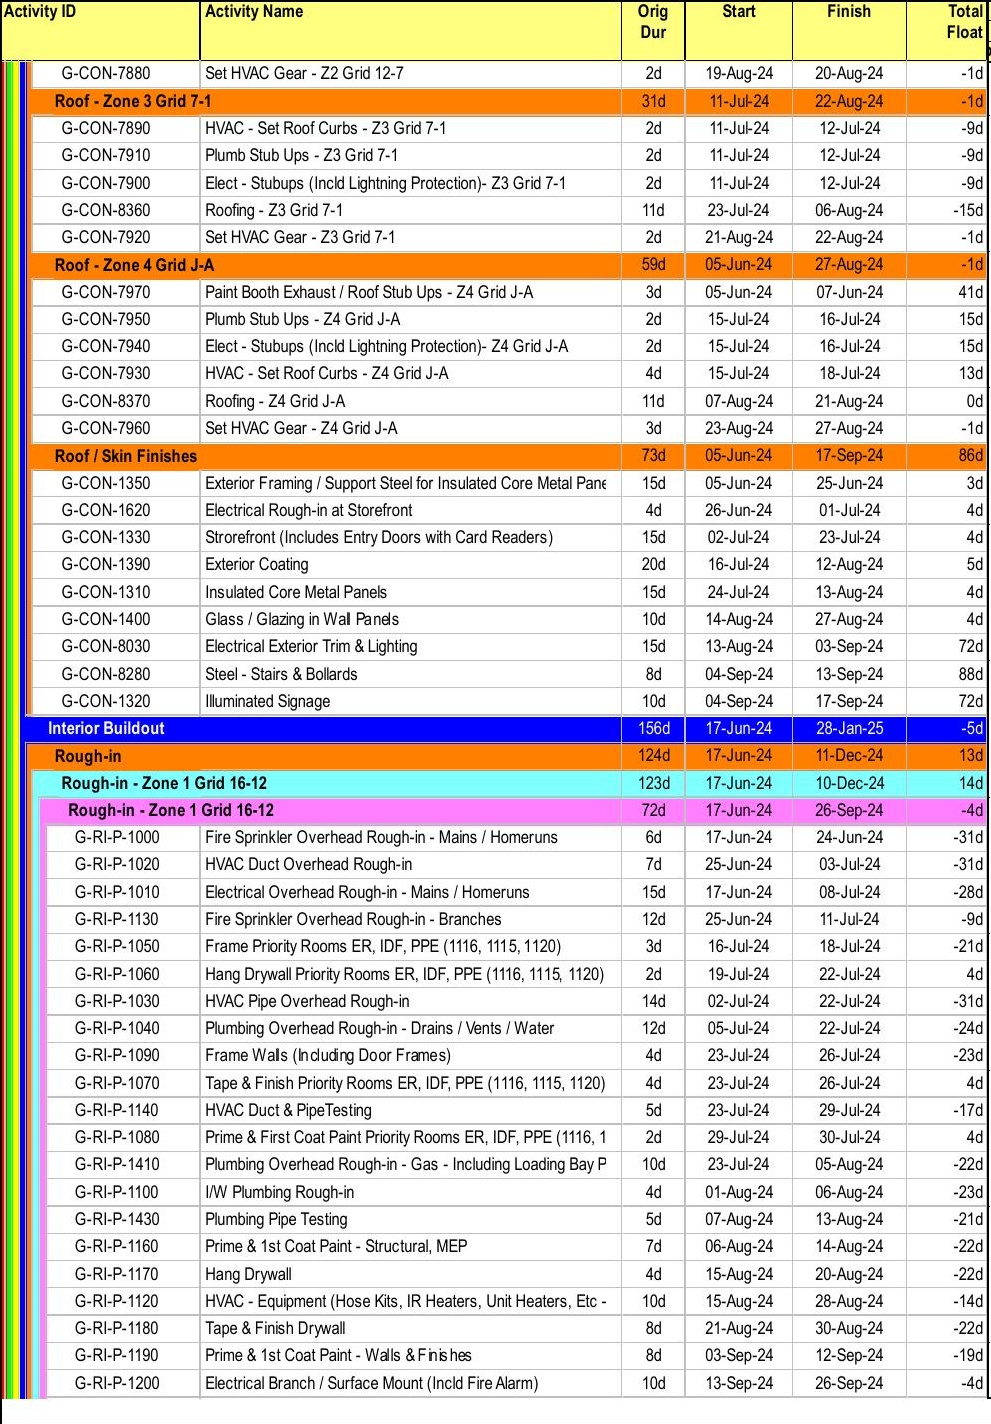 Activity ID Activity Name Orig Dur Start Finish Total Float
G-CON-7880 Set HVAC Gear - Z2 Grid 12-7 2d 19-Aug-24 20-Aug-24 -1d
Roof - Zone 3 Grid 7-1 31d 11-Jul-24 22-Aug-24 -1d
G-CON-7890 HVAC - Set Roof Curbs - Z3 Grid 7-1 2d 11-Jul-24 12-Jul-24 -9d
G-CON-7910 Plumb Stub Ups - Z3 Grid 7-1 2d 11-Jul-24 12-Jul-24 -9d
G-CON-7900 Elect - Stubups (Incld Lightning Protection)- Z3 Grid 7-1 2d 11-Jul-24 12-Jul-24 -9d
G-CON-8360 Roofing - Z3 Grid 7-1 11d 23-Jul-24 06-Aug-24 -15d
G-CON-7920 Set HVAC Gear - Z3 Grid 7-1 2d 21-Aug-24 22-Aug-24 -1d
Roof - Zone 4 Grid J-A 59d 05-Jun-24 27-Aug-24 -1d
G-CON-7970 Paint Booth Exhaust / Roof Stub Ups - Z4 Grid J-A 3d 05-Jun-24 07-Jun-24 41d
G-CON-7950 Plumb Stub Ups - Z4 Grid J-A 2d 15-Jul-24 16-Jul-24 15d
G-CON-7940 Elect - Stubups (Incld Lightning Protection)- Z4 Grid J-A 2d 15-Jul-24 16-Jul-24 15d
G-CON-7930 HVAC - Set Roof Curbs - Z4 Grid J-A 4d 15-Jul-24 18-Jul-24 13d
G-CON-8370 Roofing - Z4 Grid J-A 11d 07-Aug-24 21-Aug-24 0d
G-CON-7960 Set HVAC Gear - Z4 Grid J-A 3d 23-Aug-24 27-Aug-24 -1d
Roof / Skin Finishes 73d 05-Jun-24 17-Sep-24 86d
G-CON-1350 Exterior Framing / Support Steel for Insulated Core Metal Pane 15d 05-Jun-24 25-Jun-24 3d
G-CON-1620 Electrical Rough-in at Storefront 4d 26-Jun-24 01-Jul-24 4d
G-CON-1330 Strorefront (Includes Entry Doors with Card Readers) 15d 02-Jul-24 23-Jul-24 4d
G-CON-1390 Exterior Coating 20d 16-Jul-24 12-Aug-24 5d
G-CON-1310 Insulated Core Metal Panels 15d 24-Jul-24 13-Aug-24 4d
G-CON-1400 Glass / Glazing in Wall Panels 10d 14-Aug-24 27-Aug-24 4d
G-CON-8030 Electrical Exterior Trim & Lighting 15d 13-Aug-24 03-Sep-24 72d
G-CON-8280 Steel - Stairs & Bollards 8d 04-Sep-24 13-Sep-24 88d
G-CON-1320 Illuminated Signage 10d 04-Sep-24 17-Sep-24 72d
Interior Buildout 156d 17-Jun-24 28-Jan-25 -5d
Rough-in 124d 17-Jun-24 11-Dec-24 13d
Rough-in - Zone 1 Grid 16-12 123d 17-Jun-24 10-Dec-24 14d
Rough-in - Zone 1 Grid 16-12 72d 17-Jun-24 26-Sep-24 -4d
G-RI-P-1000 Fire Sprinkler Overhead Rough-in - Mains / Homeruns 6d 17-Jun-24 24-Jun-24 -31d
G-RI-P-1020 HVAC Duct Overhead Rough-in 7d 25-Jun-24 03-Jul-24 -31d
G-RI-P-1010 Electrical Overhead Rough-in - Mains / Homeruns 15d 17-Jun-24 08-Jul-24 -28d
G-RI-P-1130 Fire Sprinkler Overhead Rough-in - Branches 12d 25-Jun-24 11-Jul-24 -9d
G-RI-P-1050 Frame Priority Rooms ER, IDF, PPE (1116, 1115, 1120) 3d 16-Jul-24 18-Jul-24 -21d
G-RI-P-1060 Hang Drywall Priority Rooms ER, IDF, PPE (1116, 1115, 1120) 2d 19-Jul-24 22-Jul-24 4d
G-RI-P-1030 HVAC Pipe Overhead Rough-in 14d 02-Jul-24 22-Jul-24 -31d
G-RI-P-1040 Plumbing Overhead Rough-in - Drains / Vents / Water 12d 05-Jul-24 22-Jul-24 -24d
G-RI-P-1090 Frame Walls (Including Door Frames) 4d 23-Jul-24 26-Jul-24 -23d
G-RI-P-1070 Tape & Finish Priority Rooms ER, IDF, PPE (1116, 1115, 1120) 4d 23-Jul-24 26-Jul-24 4d
G-RI-P-1140 HVAC Duct & PipeTesting 5d 23-Jul-24 29-Jul-24 -17d
G-RI-P-1080 Prime & First Coat Paint Priority Rooms ER, IDF, PPE (1116, 1 2d 29-Jul-24 30-Jul-24 4d
G-RI-P-1410 Plumbing Overhead Rough-in - Gas - Including Loading Bay P 10d 23-Jul-24 05-Aug-24 -22d
G-RI-P-1100 I/W Plumbing Rough-in 4d 01-Aug-24 06-Aug-24 -23d
G-RI-P-1430 Plumbing Pipe Testing 5d 07-Aug-24 13-Aug-24 -21d
G-RI-P-1160 Prime & 1st Coat Paint - Structural, MEP 7d 06-Aug-24 14-Aug-24 -22d
G-RI-P-1170 Hang Drywall 4d 15-Aug-24 20-Aug-24 -22d
G-RI-P-1120 HVAC - Equipment (Hose Kits, IR Heaters, Unit Heaters, Etc - 10d 15-Aug-24 28-Aug-24 -14d
G-RI-P-1180 Tape & Finish Drywall 8d 21-Aug-24 30-Aug-24 -22d
G-RI-P-1190 Prime & 1st Coat Paint - Walls & Finishes 8d 03-Sep-24 12-Sep-24 -19d
G-RI-P-1200 Electrical Branch / Surface Mount (Incld Fire Alarm) 10d 13-Sep-24 26-Sep-24 -4d